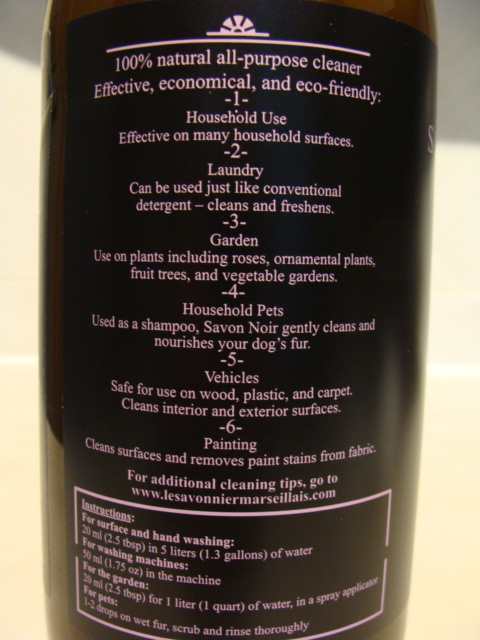 100% natural all-purpose cleaner
Effective, economical, and eco-friendly:
-1-
Household Use
Effective on many household surfaces.
-2-
Laundry
Can be used just like conventional
detergent – cleans and freshens.
-3-
Garden
Use on plants including roses, ornamental plants,
fruit trees, and vegetable gardens.
-4-
Household Pets
Used as a shampoo, Savon Noir gently cleans and
nourishes your dog's fur.
-5-
Vehicles
Safe for use on wood, plastic, and carpet.
Cleans interior and exterior surfaces.
-6-
Painting
Cleans surfaces and removes paint stains from fabric.
For additional cleaning tips, go to
www.lesavonniermarseillais.com
Instructions:
For surface and hand washing:
20 ml (2.5 tbsp) in 5 liters (1.3 gallons) of water
For washing machines:
50 ml (1.75 oz) in the machine
For the garden:
20 ml (2.5 tbsp) for 1 liter (1 quart) of water, in a spray applicator
For pets:
1-2 drops on wet fur, scrub and rinse thoroughly